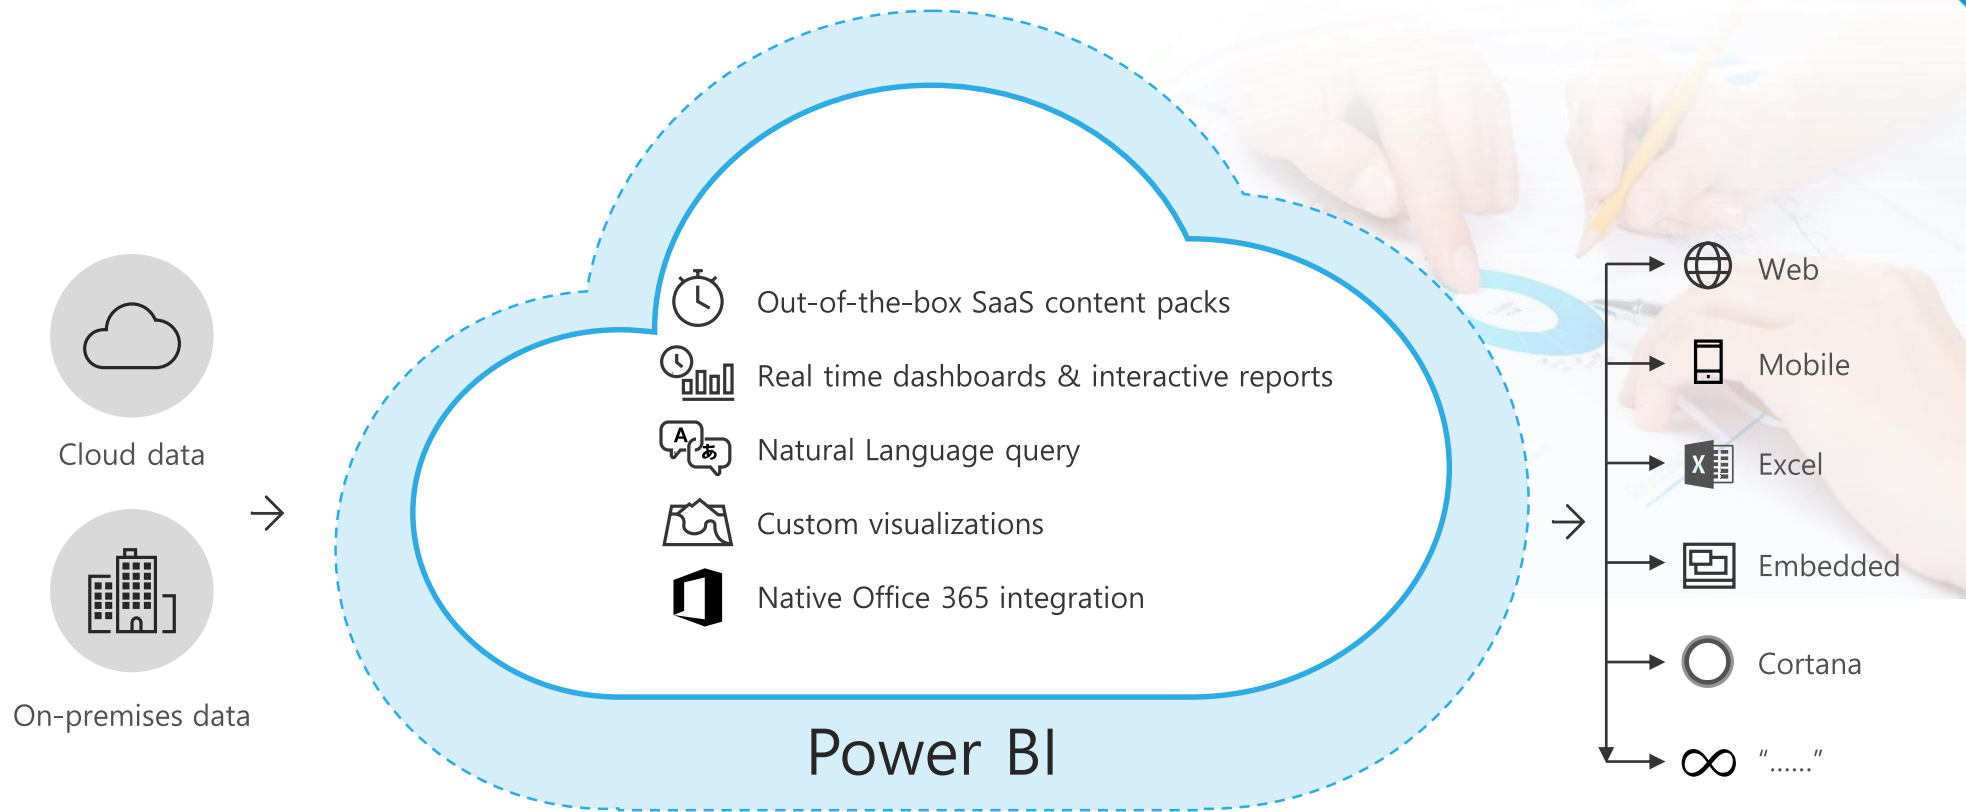 Cloud data
On-premises data
Out-of-the-box SaaS content packs
Real time dashboards & interactive reports
A
あ
Natural Language query
Custom visualizations
Native Office 365 integration
Power BI
Web
Mobile
X
Excel
Embedded
Cortana
“......”